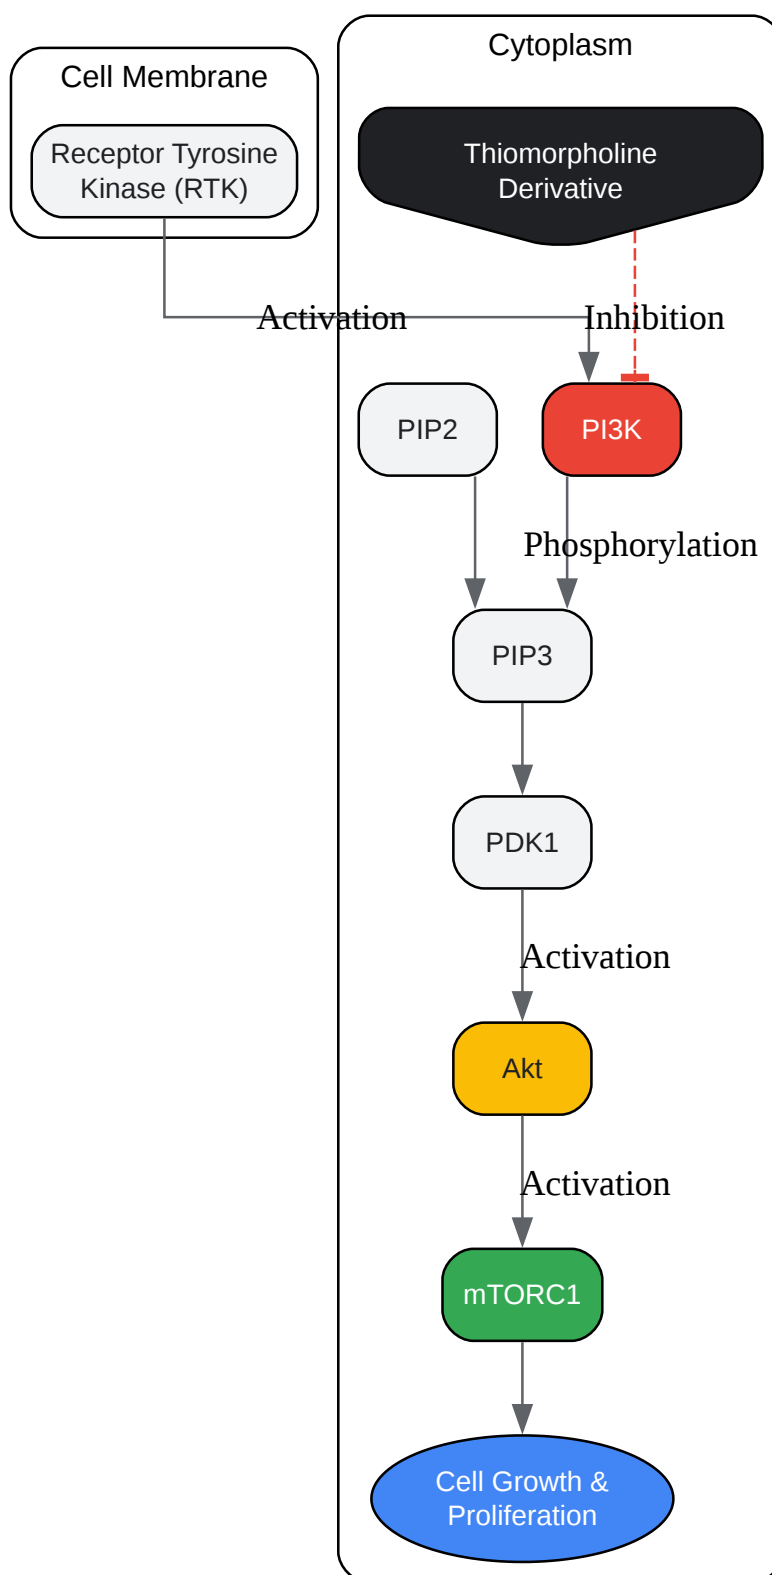 Cytoplasm
Cell Membrane
Receptor Tyrosine
Kinase (RTK)
Thiomorpholine
Derivative
Activation
Inhibition
PIP2
PI3K
Phosphorylation
PIP3
PDK1
Activation
Akt
Activation
mTORC1
Cell Growth &
Proliferation